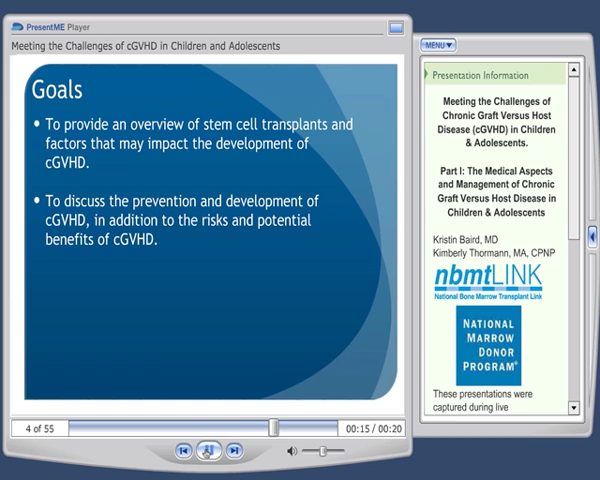 PresentME Player
Meeting the Challenges of cGVHD in Children and Adolescents
Goals
• To provide an overview of stem cell transplants and
factors that may impact the development of
cGVHD.
• To discuss the prevention and development of
cGVHD, in addition to the risks and potential
benefits of cGVHD.
4 of 55
00:15 / 00:20
MENU
Presentation Information
Meeting the Challenges of
Chronic Graft Versus Host
Disease (cGVHD) in Children
& Adolescents.
Part I: The Medical Aspects
and Management of Chronic
Graft Versus Host Disease in
Children & Adolescents
Kristin Baird, MD
Kimberly Thormann, MA, CPNP
nbmtLINK
National Bone Marrow Transplant Link
NATIONAL
MARROW
DONOR
PROGRAM®
These presentations were
captured during live